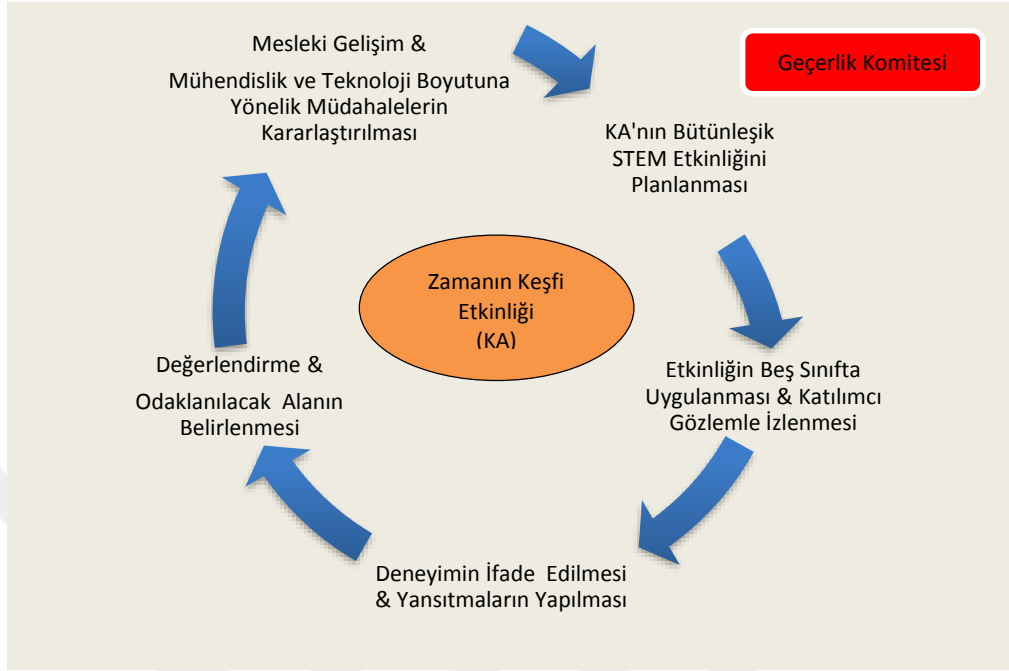 Mesleki Gelişim &
Mühendislik ve Teknoloji Boyutuna
Yönelik Müdahalelerin
Kararlaştırılması
Geçerlik Komitesi
KA'nın Bütünleşik
STEM Etkinliğini
Planlanması
Zamanın Keşfi
Etkinliği
(KA)
Etkinliğin Beş Sınıfta
Uygulanması & Katılımcı
Gözlemle İzlenmesi
Deneyimin İfade Edilmesi
& Yansıtmaların Yapılması
Değerlendirme &
Odaklanılacak Alanın
Belirlenmesi